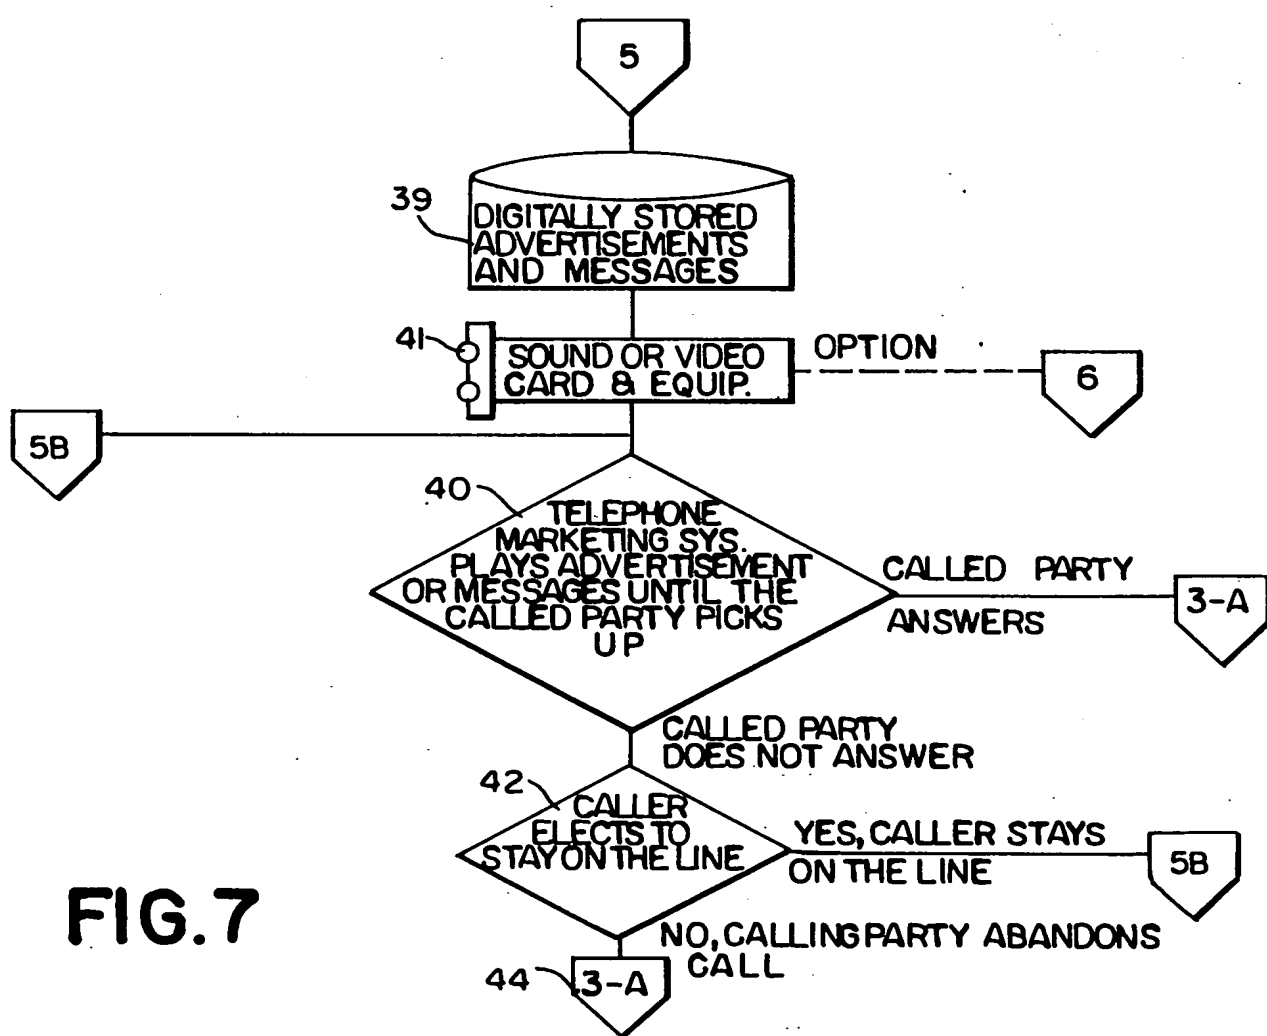 5
39
DIGITALLY STORED
ADVERTISEMENTS
AND MESSAGES
41
SOUND OR VIDEO
CARD & EQUIP.
OPTION
6
5B
40
TELEPHONE
MARKETING SYS.
PLAYS ADVERTISEMENT
OR MESSAGES UNTIL THE
CALLED PARTY PICKS
UP
CALLED PARTY
ANSWERS
3-A
CALLED PARTY
DOES NOT ANSWER
42
CALLER
ELECTS TO
STAY ON THE LINE
YES, CALLER STAYS
ON THE LINE
5B
NO, CALLING PARTY ABANDONS
CALL
44
3-A
FIG. 7